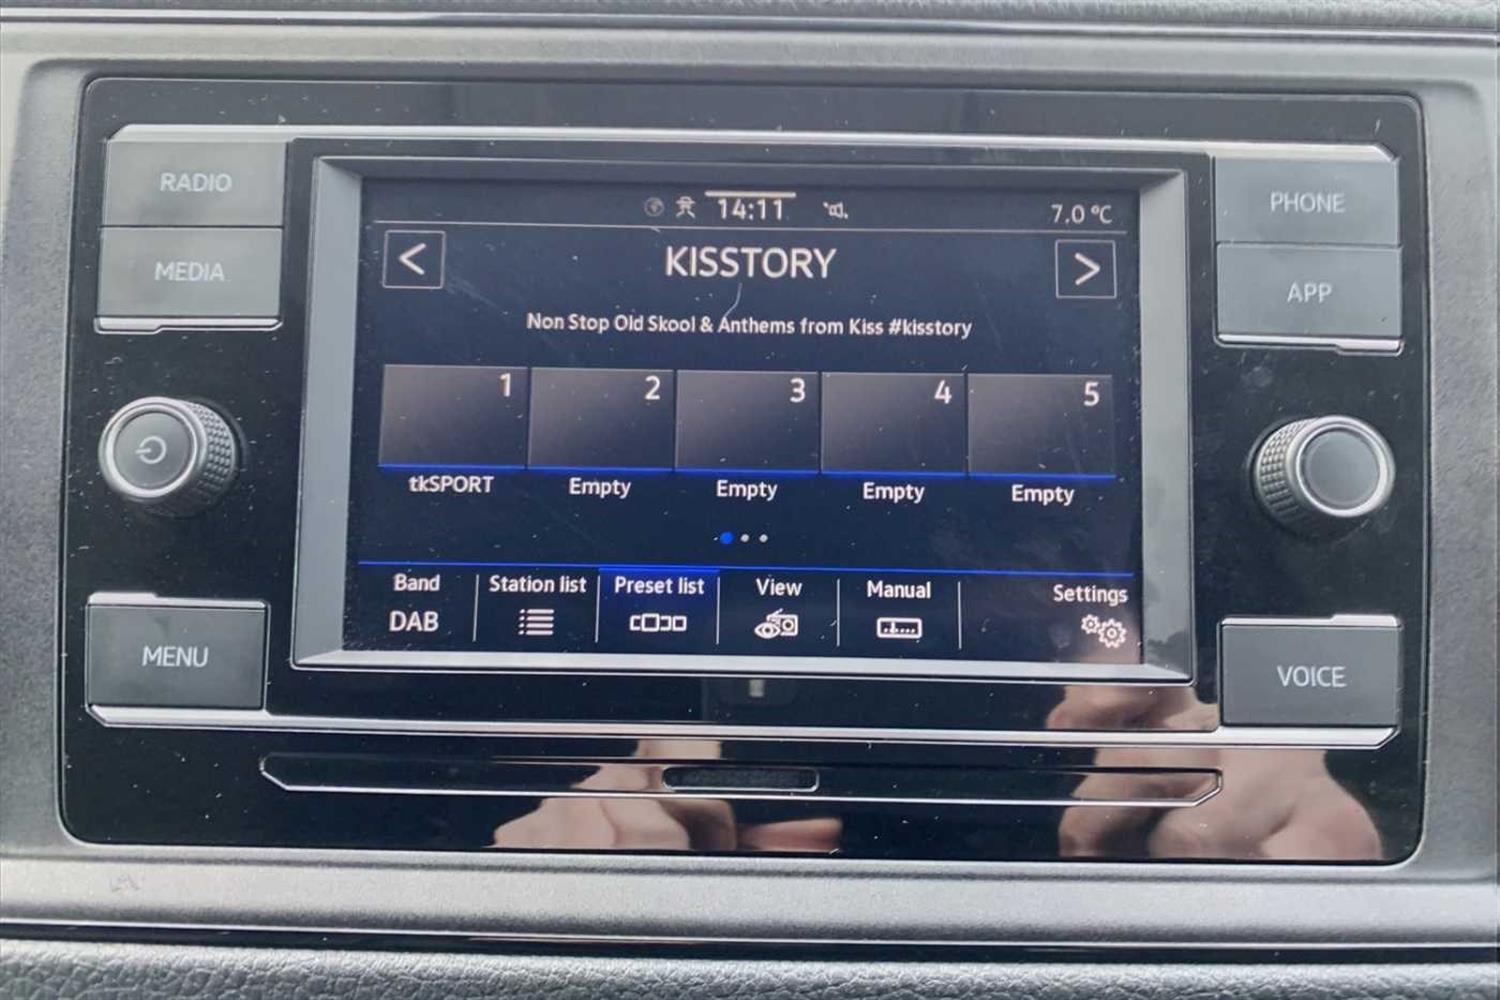 RADIO
MEDIA
MENU
PHONE
APP
VOICE
14:11
7.0 °C
<
KISSTORY
>
Non Stop Old Skool & Anthems from Kiss #kisstory
1 2 3 4 5
tkSPORT Empty Empty Empty Empty
Band Station list Preset list View Manual Settings
DAB